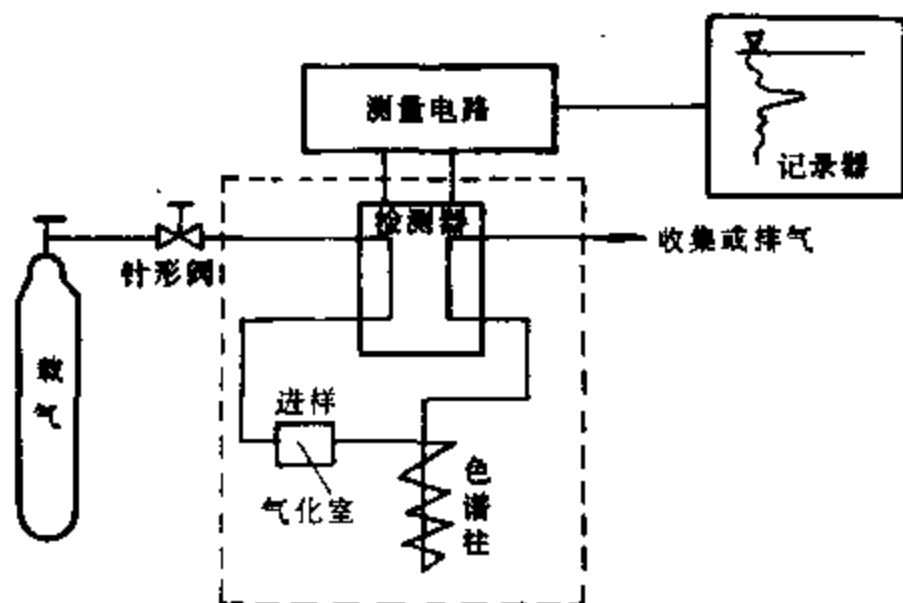 测量电路
记录器
检测器
收集或排气
针形阀
载气
进样
气化室
色谱柱